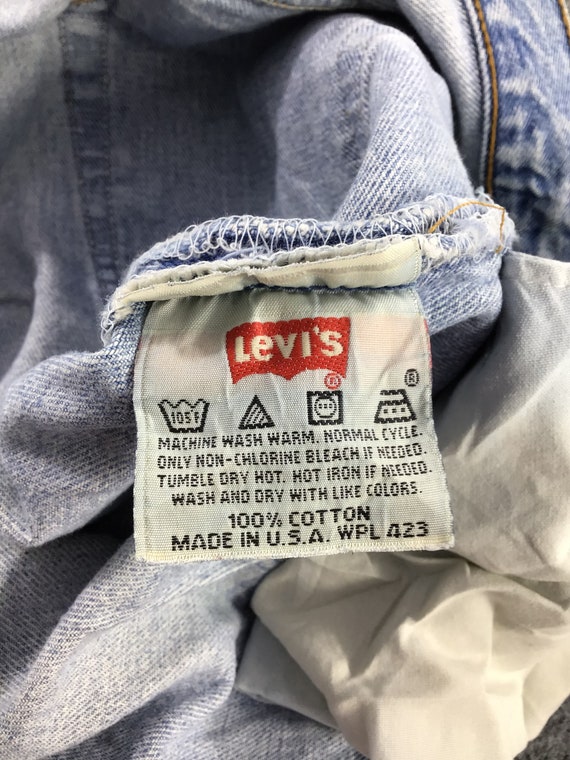 Levi's
®
®
105F
MACHINE WASH WARM. NORMAL CYCLE.
ONLY NON-CHLORINE BLEACH IF NEEDED.
TUMBLE DRY HOT. HOT IRON IF NEEDED.
WASH AND DRY WITH LIKE COLORS.
100% COTTON
MADE IN U.S.A. WPL 423